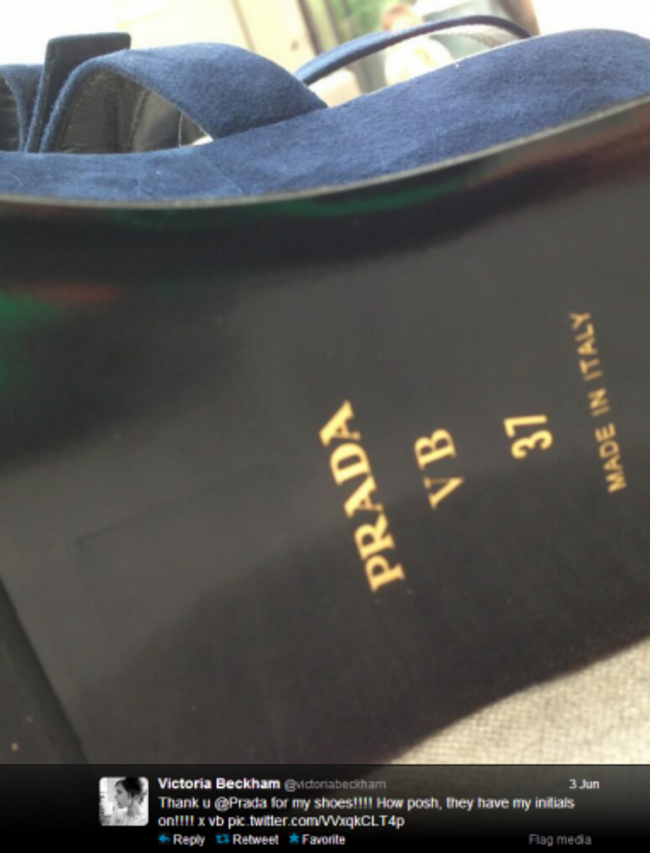 PRADA
VB
37
MADE IN ITALY
Victoria Beckham @victoriabeckham 3 Jun
Thank u @Prada for my shoes!!!! How posh, they have my initials
on!!!! x vb pic.twitter.com/VVxqkCLT4p
Reply Retweet Favorite Flag media